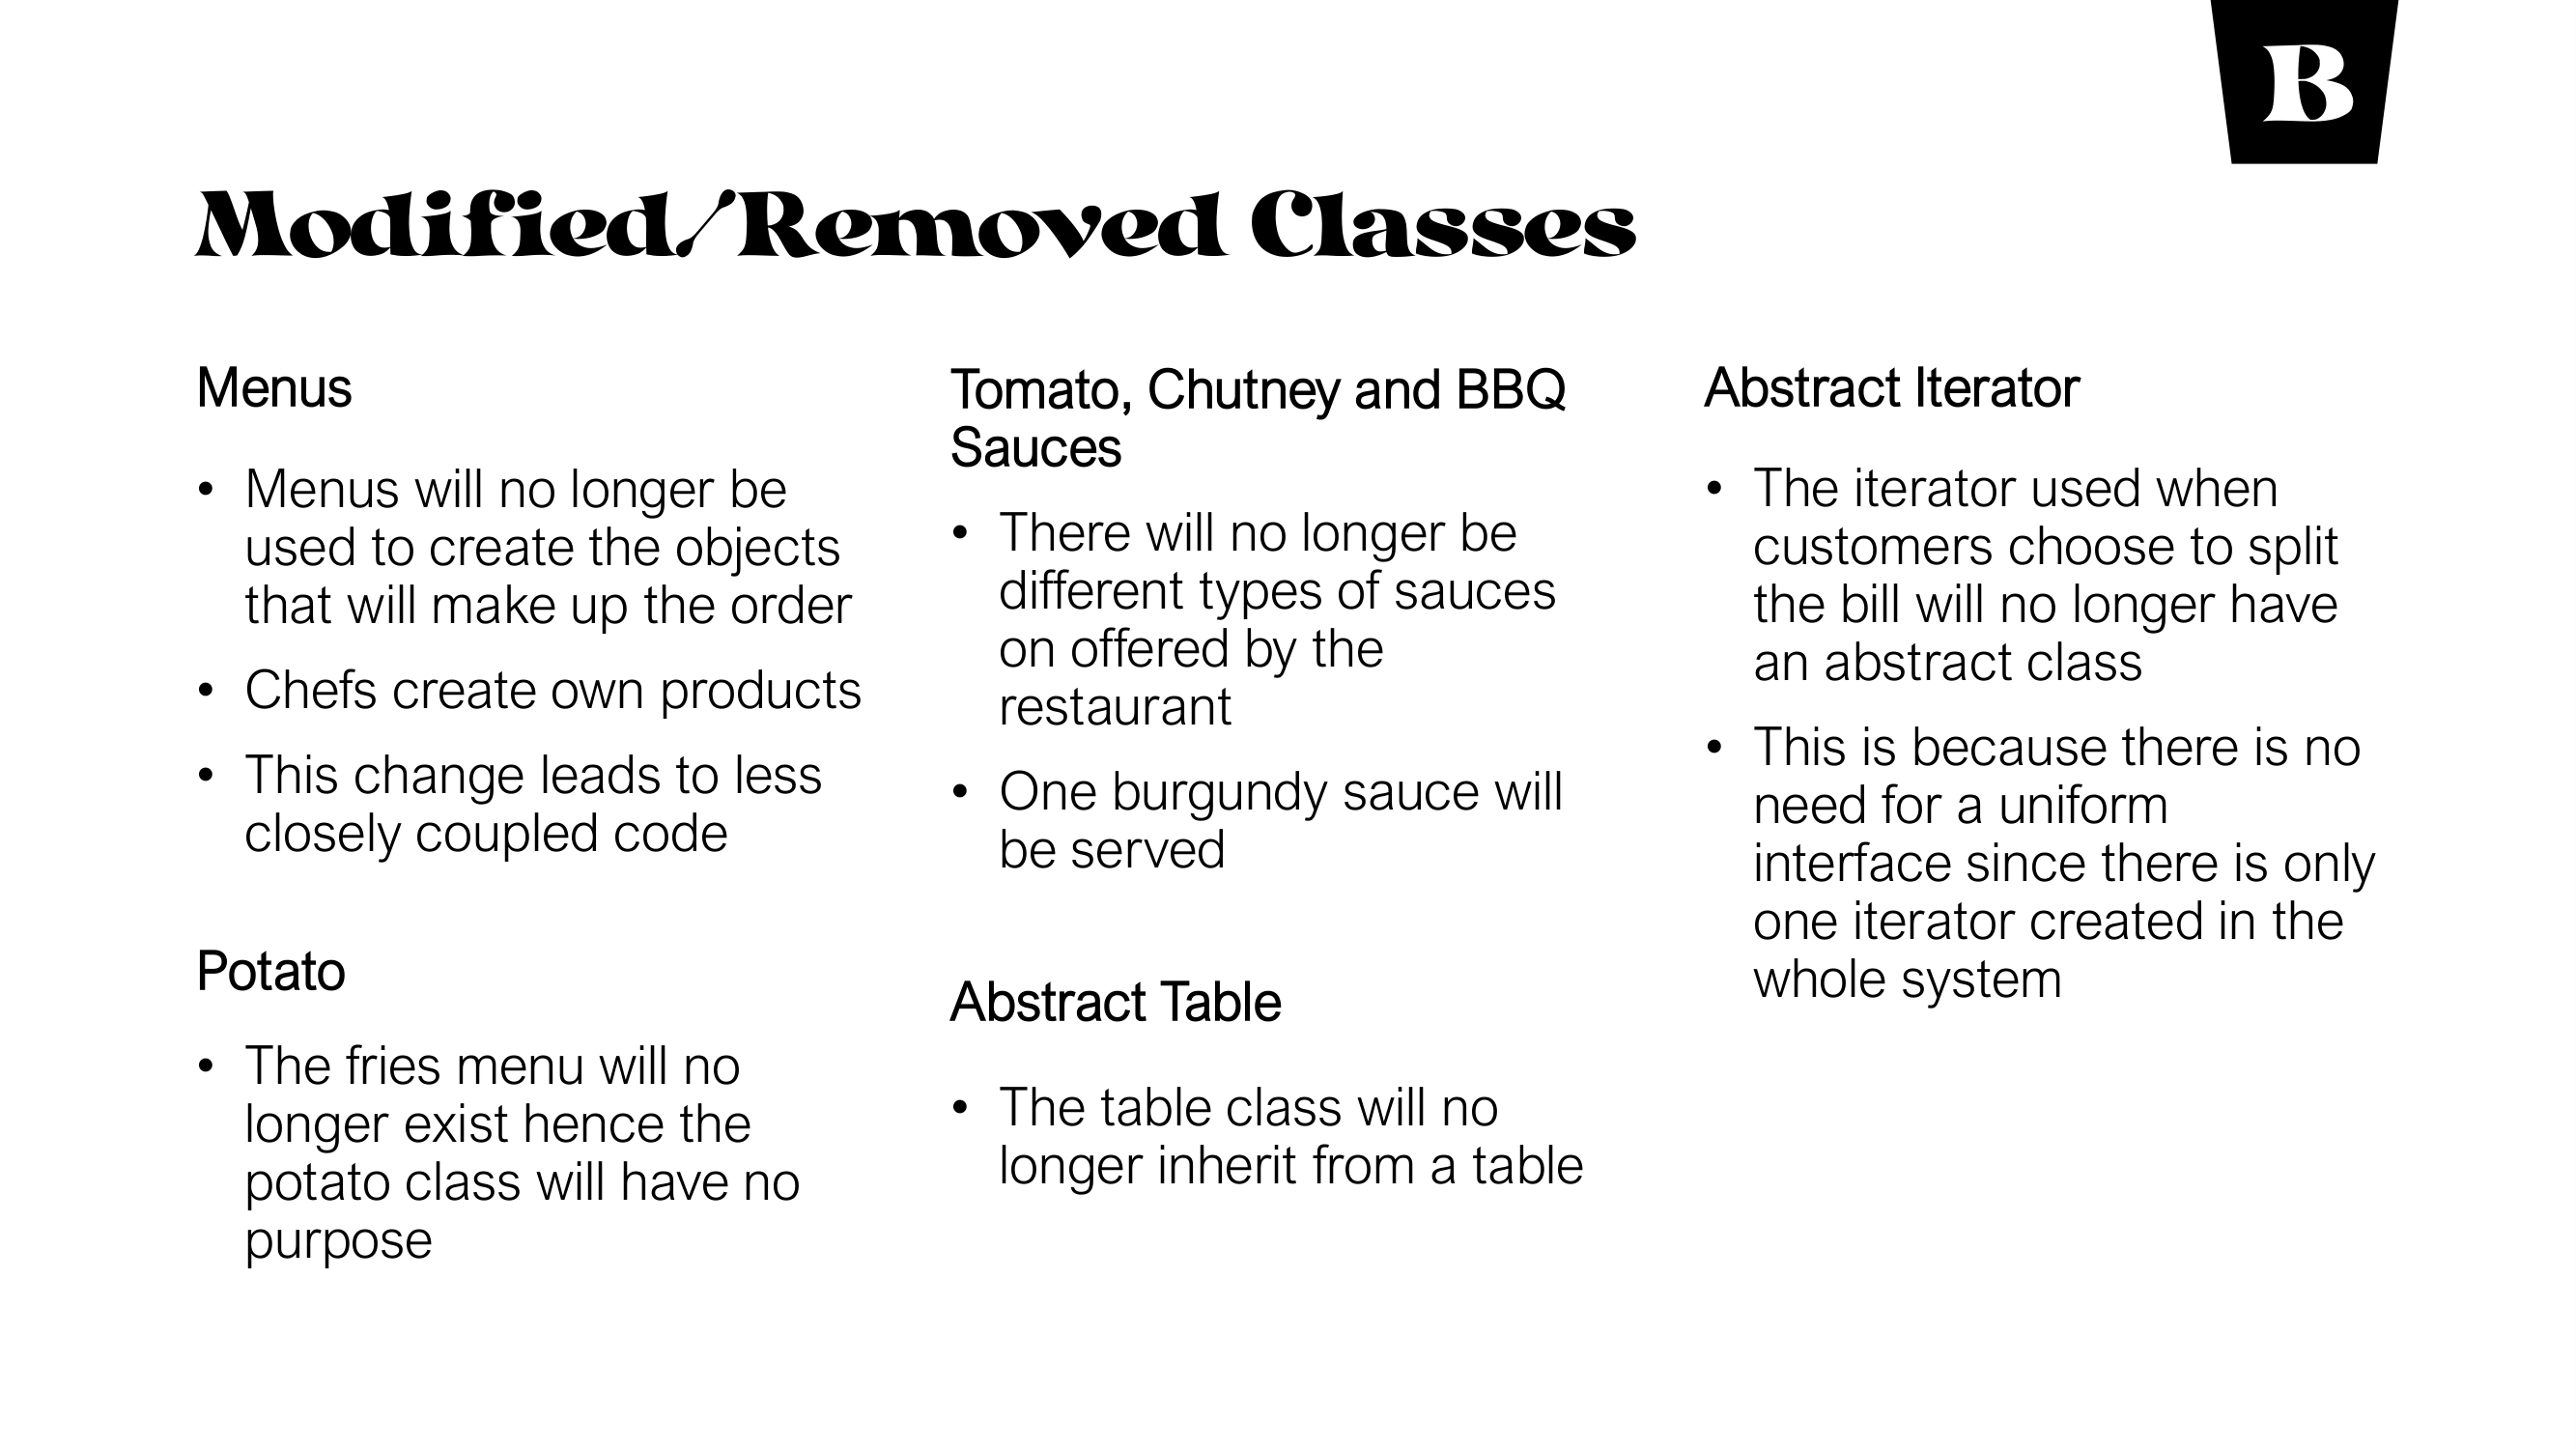 B
Modified/Removed Classes
Menus
• Menus will no longer be
used to create the objects
that will make up the order
• Chefs create own products
• This change leads to less
closely coupled code
Potato
• The fries menu will no
longer exist hence the
potato class will have no
purpose
Tomato, Chutney and BBQ
Sauces
• There will no longer be
different types of sauces
on offered by the
restaurant
• One burgundy sauce will
be served
Abstract Table
• The table class will no
longer inherit from a table
Abstract Iterator
• The iterator used when
customers choose to split
the bill will no longer have
an abstract class
• This is because there is no
need for a uniform
interface since there is only
one iterator created in the
whole system